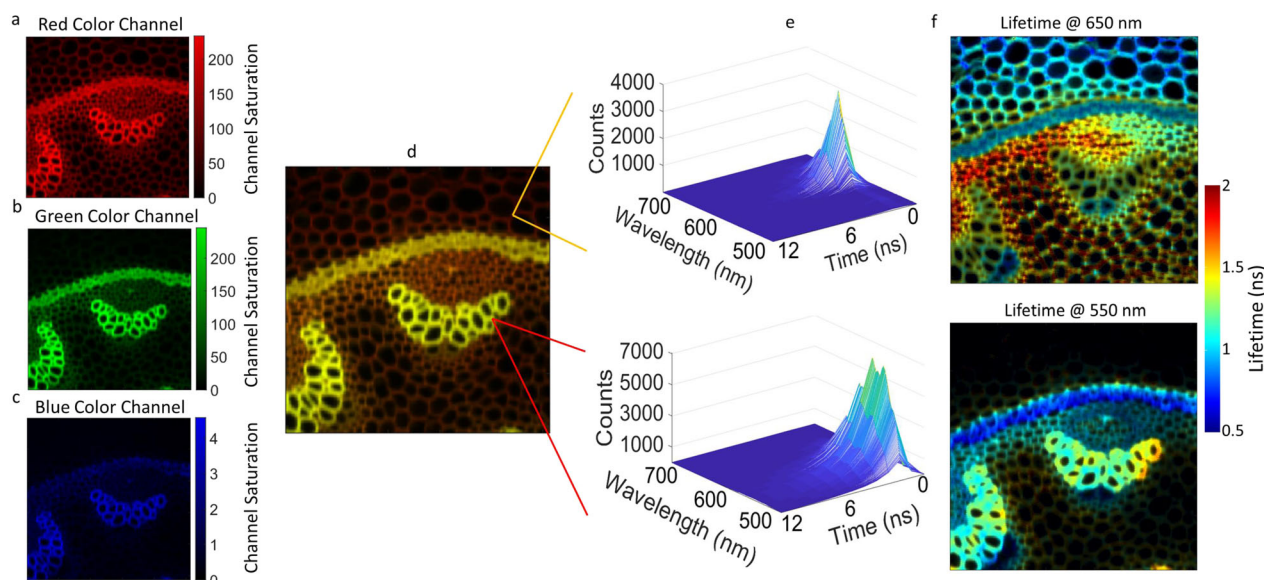 a
Red Color Channel
200
150
100
50
0
Channel Saturation
b
Green Color Channel
200
150
100
50
0
Channel Saturation
c
Blue Color Channel
4
3
2
1
0
Channel Saturation
d
e
4000
3000
2000
1000
Counts
700
600
500
Wavelength (nm)
12
6
0
Time (ns)
7000
5000
3000
1000
Counts
700
600
500
Wavelength (nm)
12
6
0
Time (ns)
f
Lifetime @ 650 nm
Lifetime @ 550 nm
2
1.5
1
0.5
Lifetime (ns)